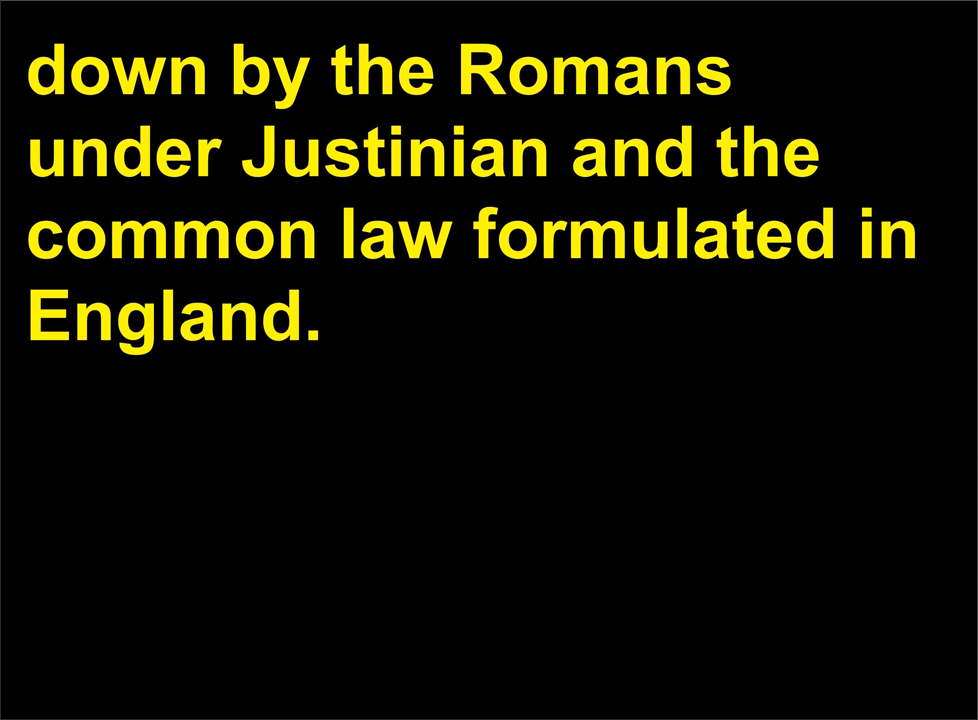 down by the Romans
under Justinian and the
common law formulated in
England.